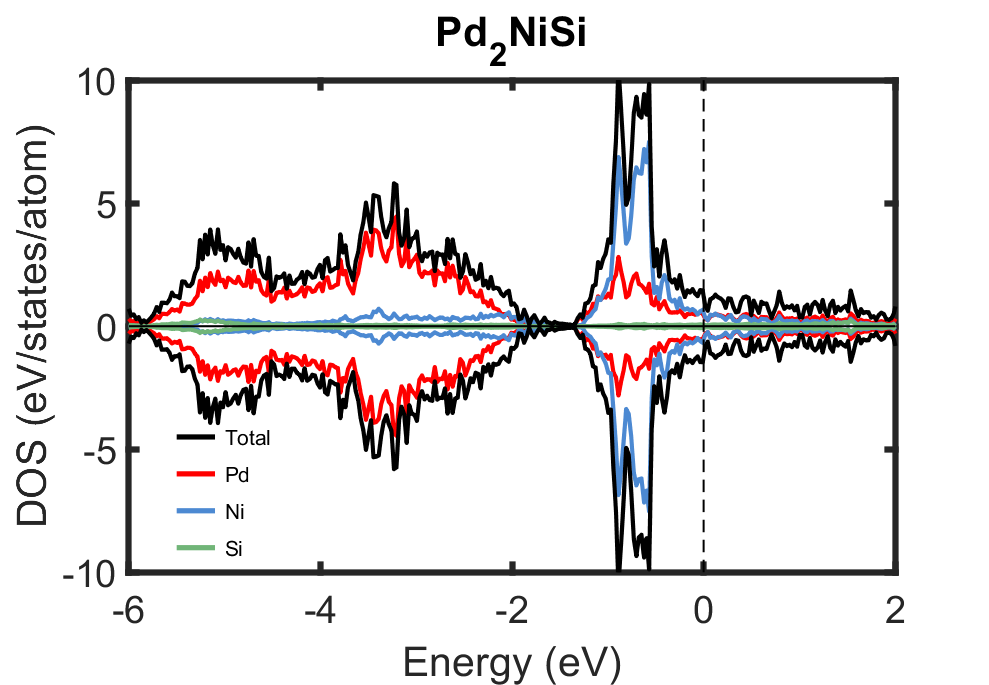 Pd₂NiSi
DOS (eV/states/atom)
10
5
0
-5
-10
Total
Pd
Ni
Si
-6 -4 -2 0 2
Energy (eV)